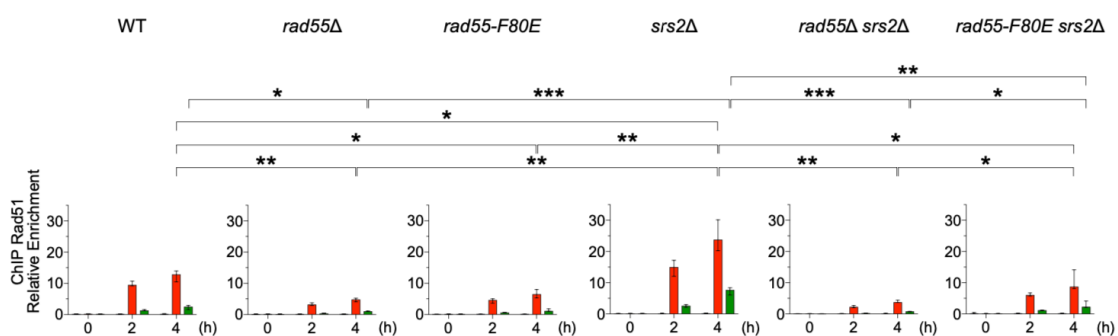 WT rad55Δ rad55-F80E srs2Δ rad55Δ srs2Δ rad55-F80E srs2Δ
**
* *** *** *
*
* ** *
** ** ** *
ChIP Rad51
Relative Enrichment
30 30 30 30 30 30
20 20 20 20 20 20
10 10 10 10 10 10
0 0 0 0 0 0
0 2 4 (h) 0 2 4 (h) 0 2 4 (h) 0 2 4 (h) 0 2 4 (h) 0 2 4 (h)